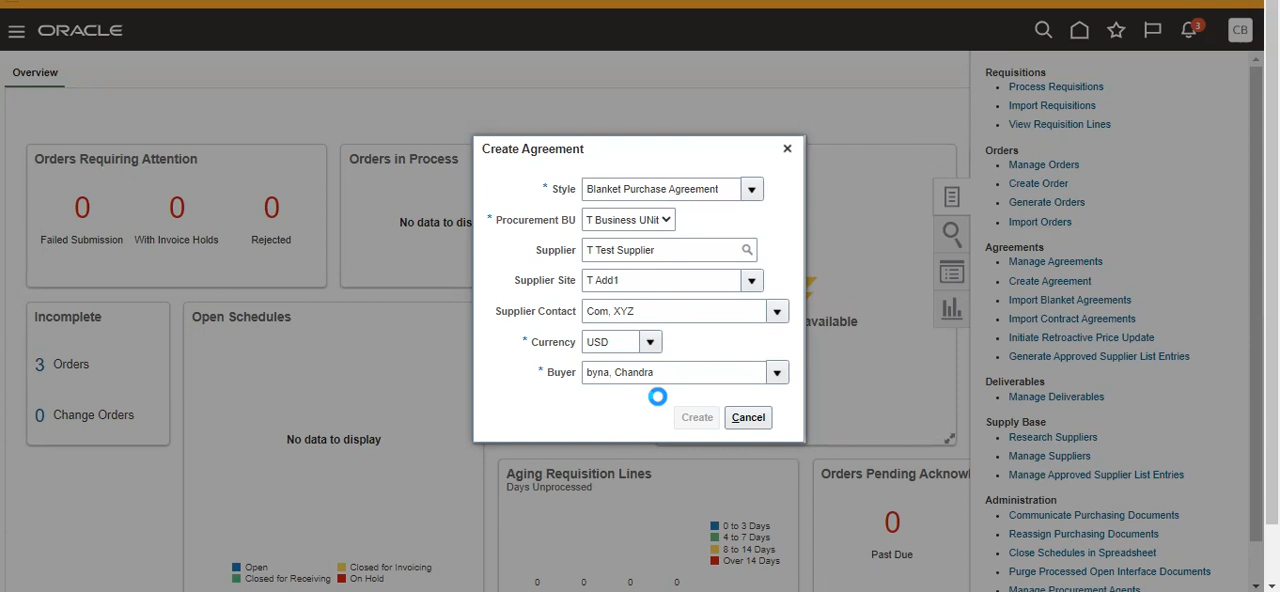 ORACLE
3
CB
Overview
Orders Requiring Attention
0
0
0
Failed Submission
With Invoice Holds
Rejected
Orders in Process
No data to dis
available
Create Agreement
* Style Blanket Purchase Agreement
* Procurement BU T Business UNit
Supplier T Test Supplier
Supplier Site T Add1
Supplier Contact Com, XYZ
* Currency USD
* Buyer byna, Chandra
Create Cancel
Incomplete
3 Orders
0 Change Orders
Open Schedules
No data to display
Open
Closed for Invoicing
Closed for Receiving
On Hold
Aging Requisition Lines
Days Unprocessed
0 to 3 Days
4 to 7 Days
8 to 14 Days
Over 14 Days
0 0 0 0
Orders Pending Acknow
0
Past Due
Requisitions
Process Requisitions
Import Requisitions
View Requisition Lines
Orders
Manage Orders
Create Order
Generate Orders
Import Orders
Agreements
Manage Agreements
Create Agreement
Import Blanket Agreements
Import Contract Agreements
Initiate Retroactive Price Update
Generate Approved Supplier List Entries
Deliverables
Manage Deliverables
Supply Base
Research Suppliers
Manage Suppliers
Manage Approved Supplier List Entries
Administration
Communicate Purchasing Documents
Reassign Purchasing Documents
Close Schedules in Spreadsheet
Purge Processed Open Interface Documents
Manage Procurement Agents